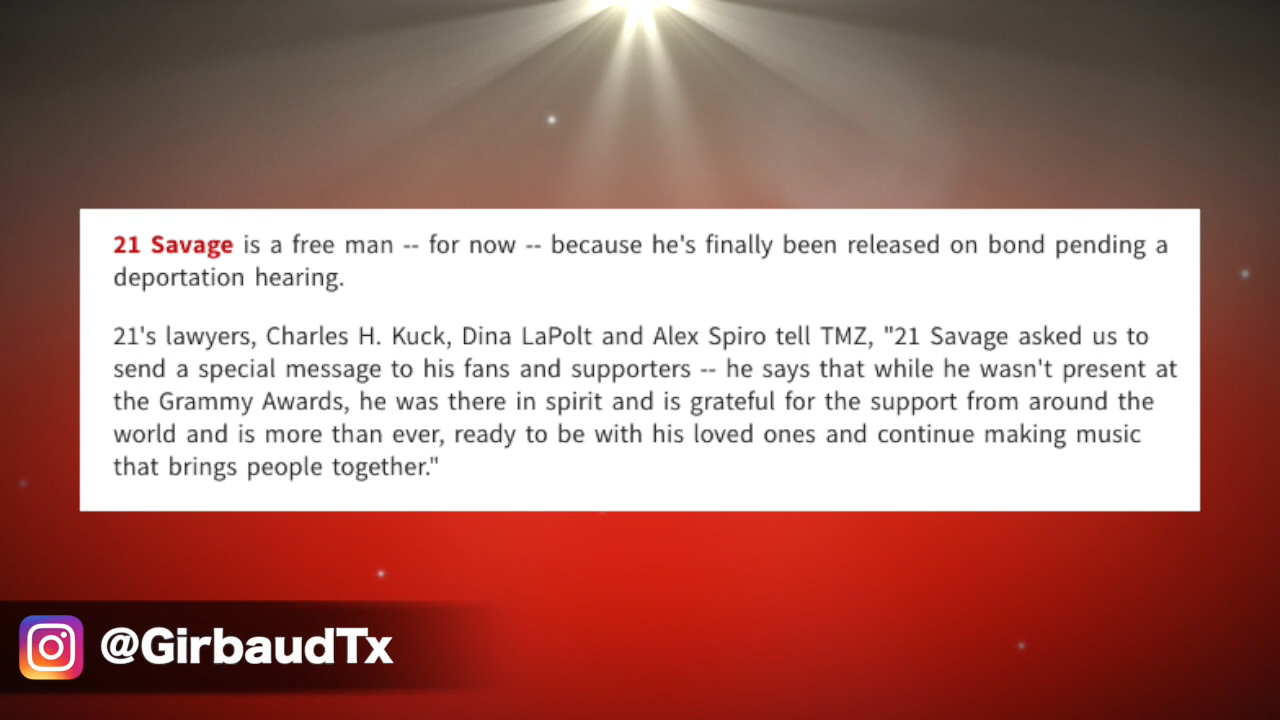 21 Savage is a free man -- for now -- because he's finally been released on bond pending a
deportation hearing.
21's lawyers, Charles H. Kuck, Dina LaPolt and Alex Spiro tell TMZ, "21 Savage asked us to
send a special message to his fans and supporters -- he says that while he wasn't present at
the Grammy Awards, he was there in spirit and is grateful for the support from around the
world and is more than ever, ready to be with his loved ones and continue making music
that brings people together."
@GirbaudTx